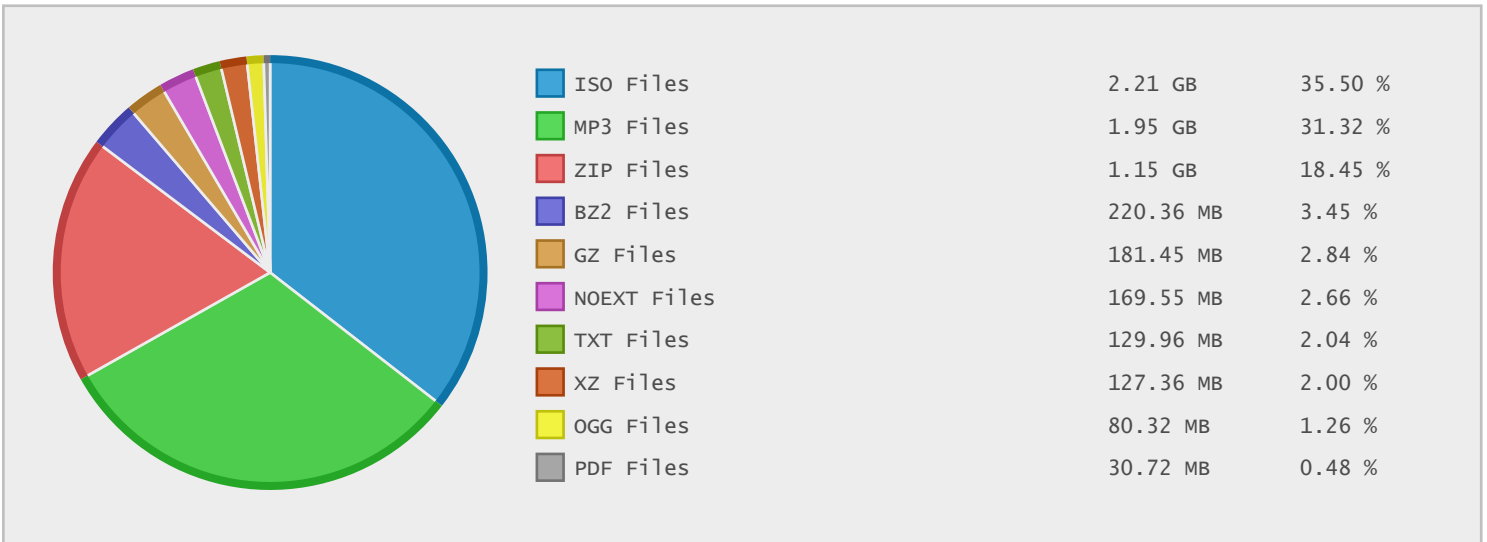 ISO Files 2.21 GB 35.50 %
MP3 Files 1.95 GB 31.32 %
ZIP Files 1.15 GB 18.45 %
BZ2 Files 220.36 MB 3.45 %
GZ Files 181.45 MB 2.84 %
NOEXT Files 169.55 MB 2.66 %
TXT Files 129.96 MB 2.04 %
XZ Files 127.36 MB 2.00 %
OGG Files 80.32 MB 1.26 %
PDF Files 30.72 MB 0.48 %